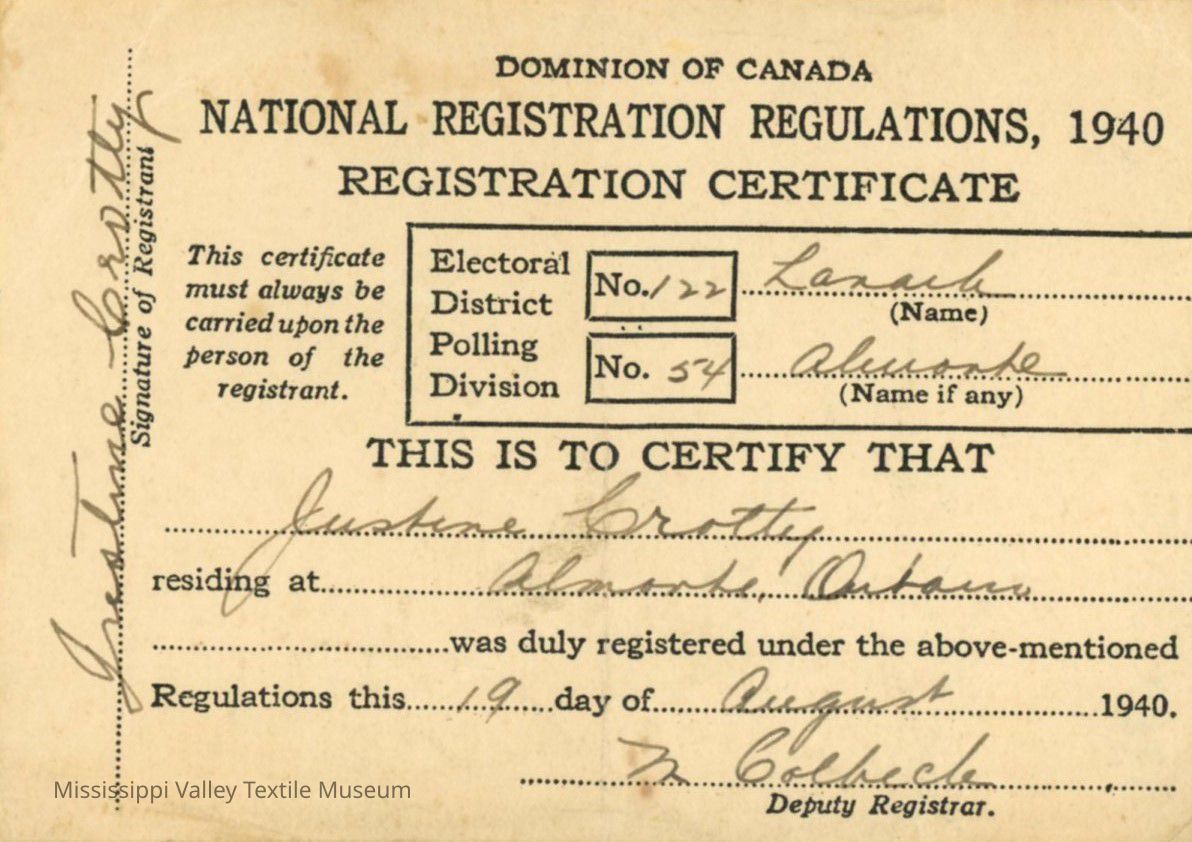 DOMINION OF CANADA
NATIONAL REGISTRATION REGULATIONS, 1940
REGISTRATION CERTIFICATE
Justine Crotty
Signature of Registrant
This certificate
must always be
carried upon the
person of the
registrant.
Electoral
District
No. 122
Lanark
(Name)
Polling
Division
No. 54
Almonte
(Name if any)
THIS IS TO CERTIFY THAT
Justine Crotty
residing at Almonte, Ontario
was duly registered under the above-mentioned
Regulations this 19 day of August 1940.
N Colbeck
Deputy Registrar.
Mississippi Valley Textile Museum